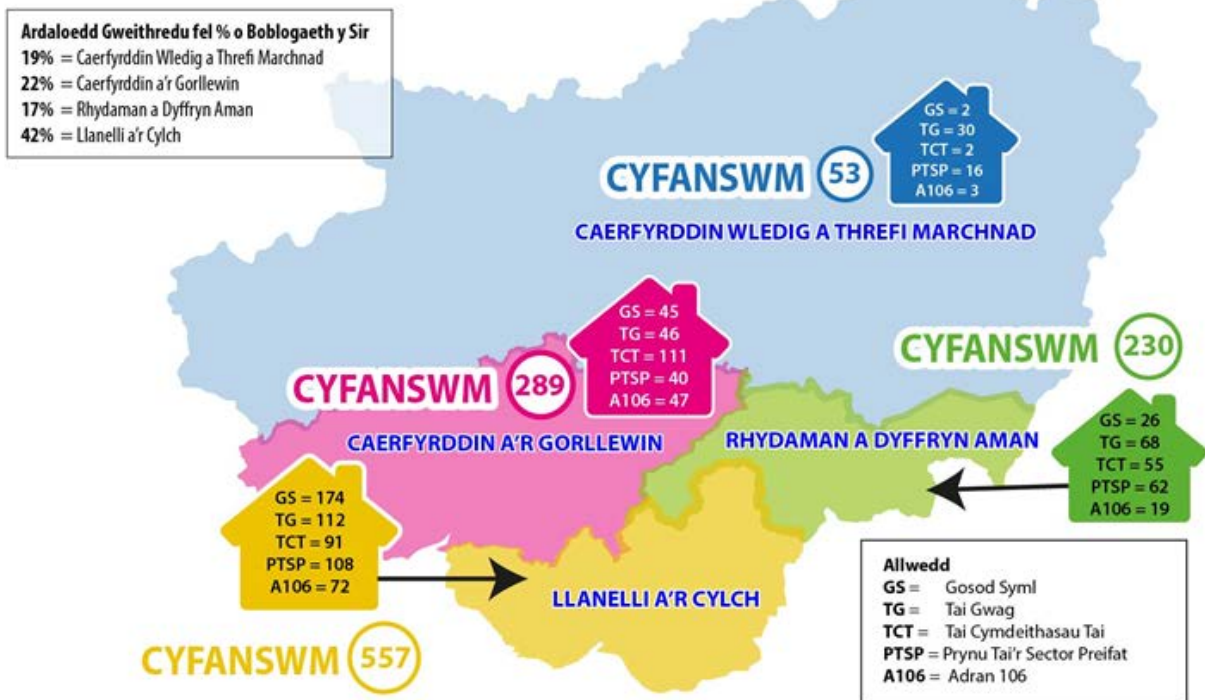 Ardaloedd Gweithredu fel % o Boblogaeth y Sir
19% = Caerfyrddin Wledig a Threfi Marchnad
22% = Caerfyrddin a'r Gorllewin
17% = Rhydaman a Dyffryn Aman
42% = Llanelli a'r Cylch
GS = 2
TG = 30
TCT = 2
PTSP = 16
A106 = 3
CYFANSWM 53
CAERFYRDDIN WLEDIG A THREFI MARCHNAD
GS = 45
TG = 46
TCT = 111
PTSP = 40
A106 = 47
CYFANSWM 289
CAERFYRDDIN A'R GORLLEWIN
CYFANSWM 230
RHYDAMAN A DYFFRYN AMAN
GS = 26
TG = 68
TCT = 55
PTSP = 62
A106 = 19
GS = 174
TG = 112
TCT = 91
PTSP = 108
A106 = 72
LLANELLI A'R CYLCH
CYFANSWM 557
Allwedd
GS = Gosod Syml
TG = Tai Gwag
TCT = Tai Cymdeithasau Tai
PTSP = Prynu Tai'r Sector Preifat
A106 = Adran 106